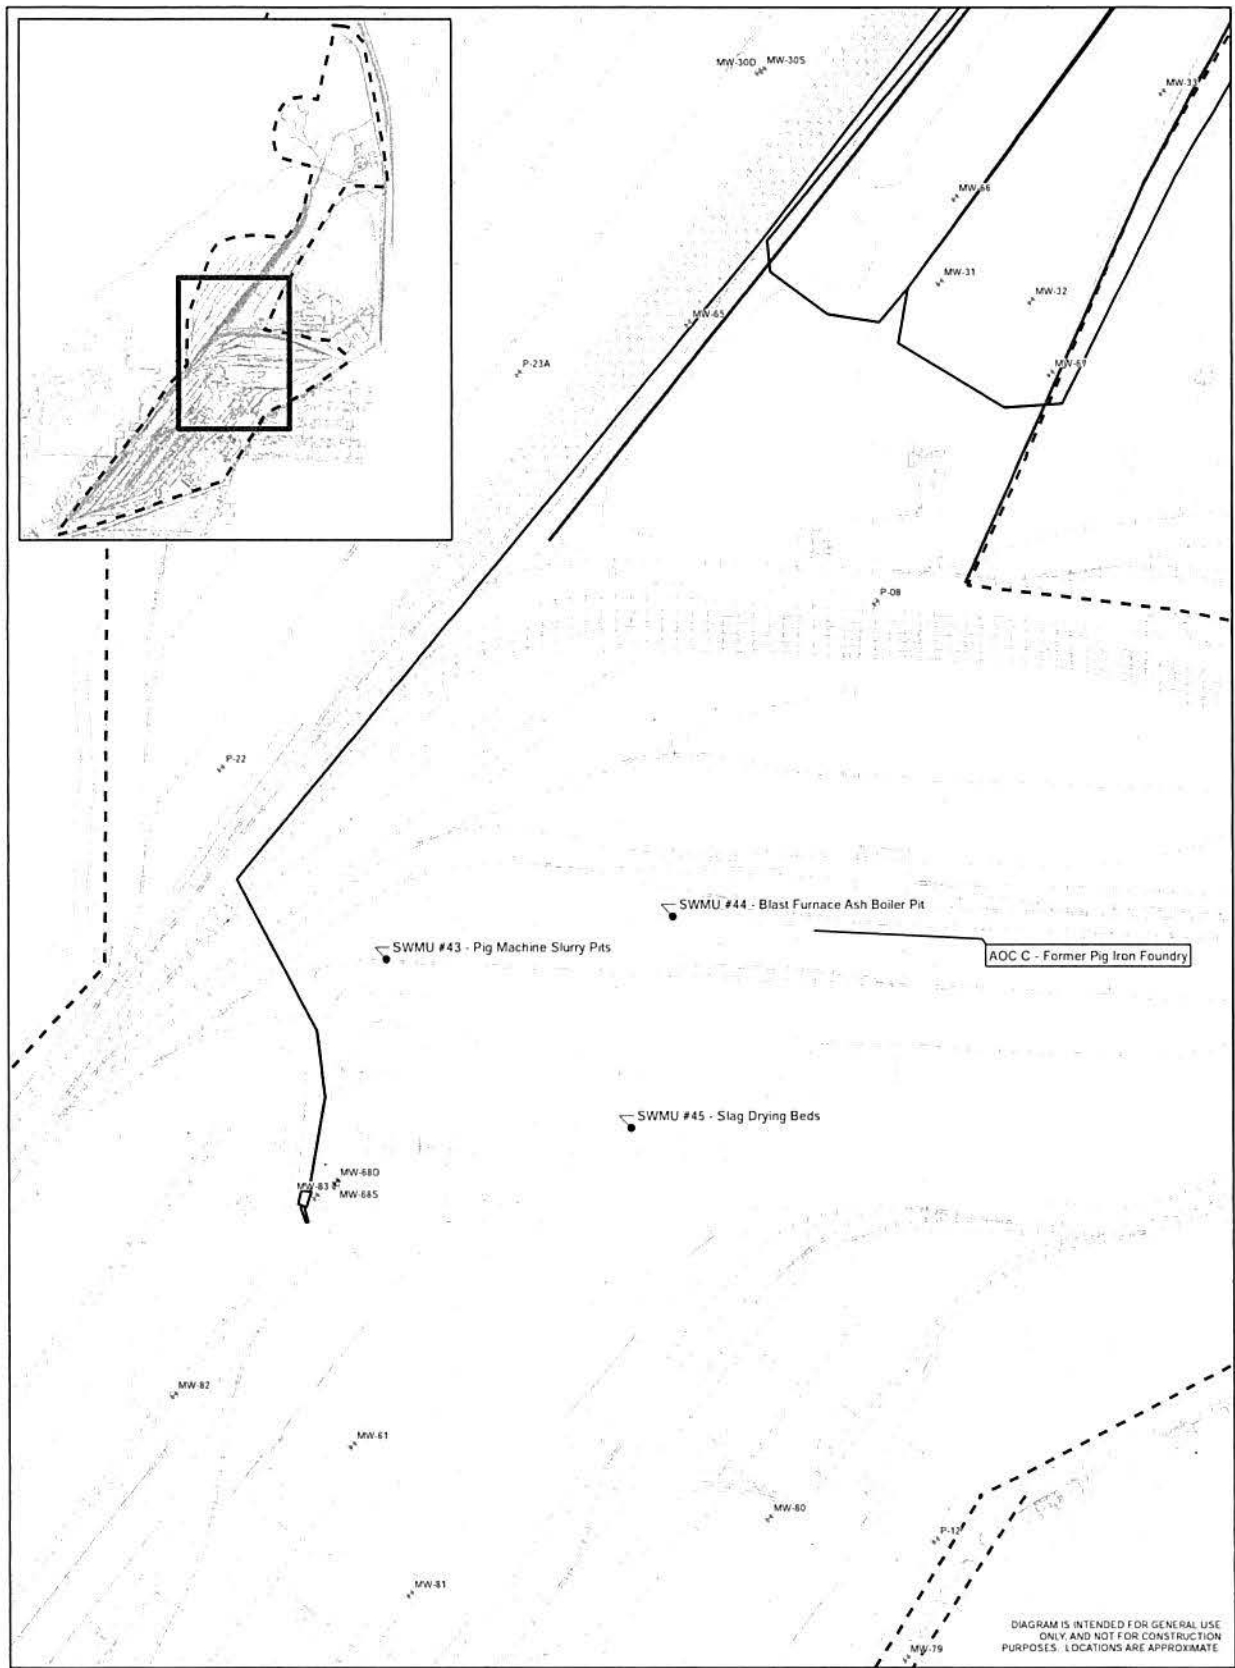 MW-30D MW-30S
MW-33
MW-66
MW-31
MW-32
MW-65
P-23A
MW-67
P-08
P-22
SWMU #44 - Blast Furnace Ash Boiler Pit
SWMU #43 - Pig Machine Slurry Pits
AOC C - Former Pig Iron Foundry
SWMU #45 - Slag Drying Beds
MW-68D
MW-83
MW-68S
MW-82
MW-61
MW-80
P-12
MW-81
DIAGRAM IS INTENDED FOR GENERAL USE
ONLY, AND NOT FOR CONSTRUCTION
PURPOSES. LOCATIONS ARE APPROXIMATE
MW-79